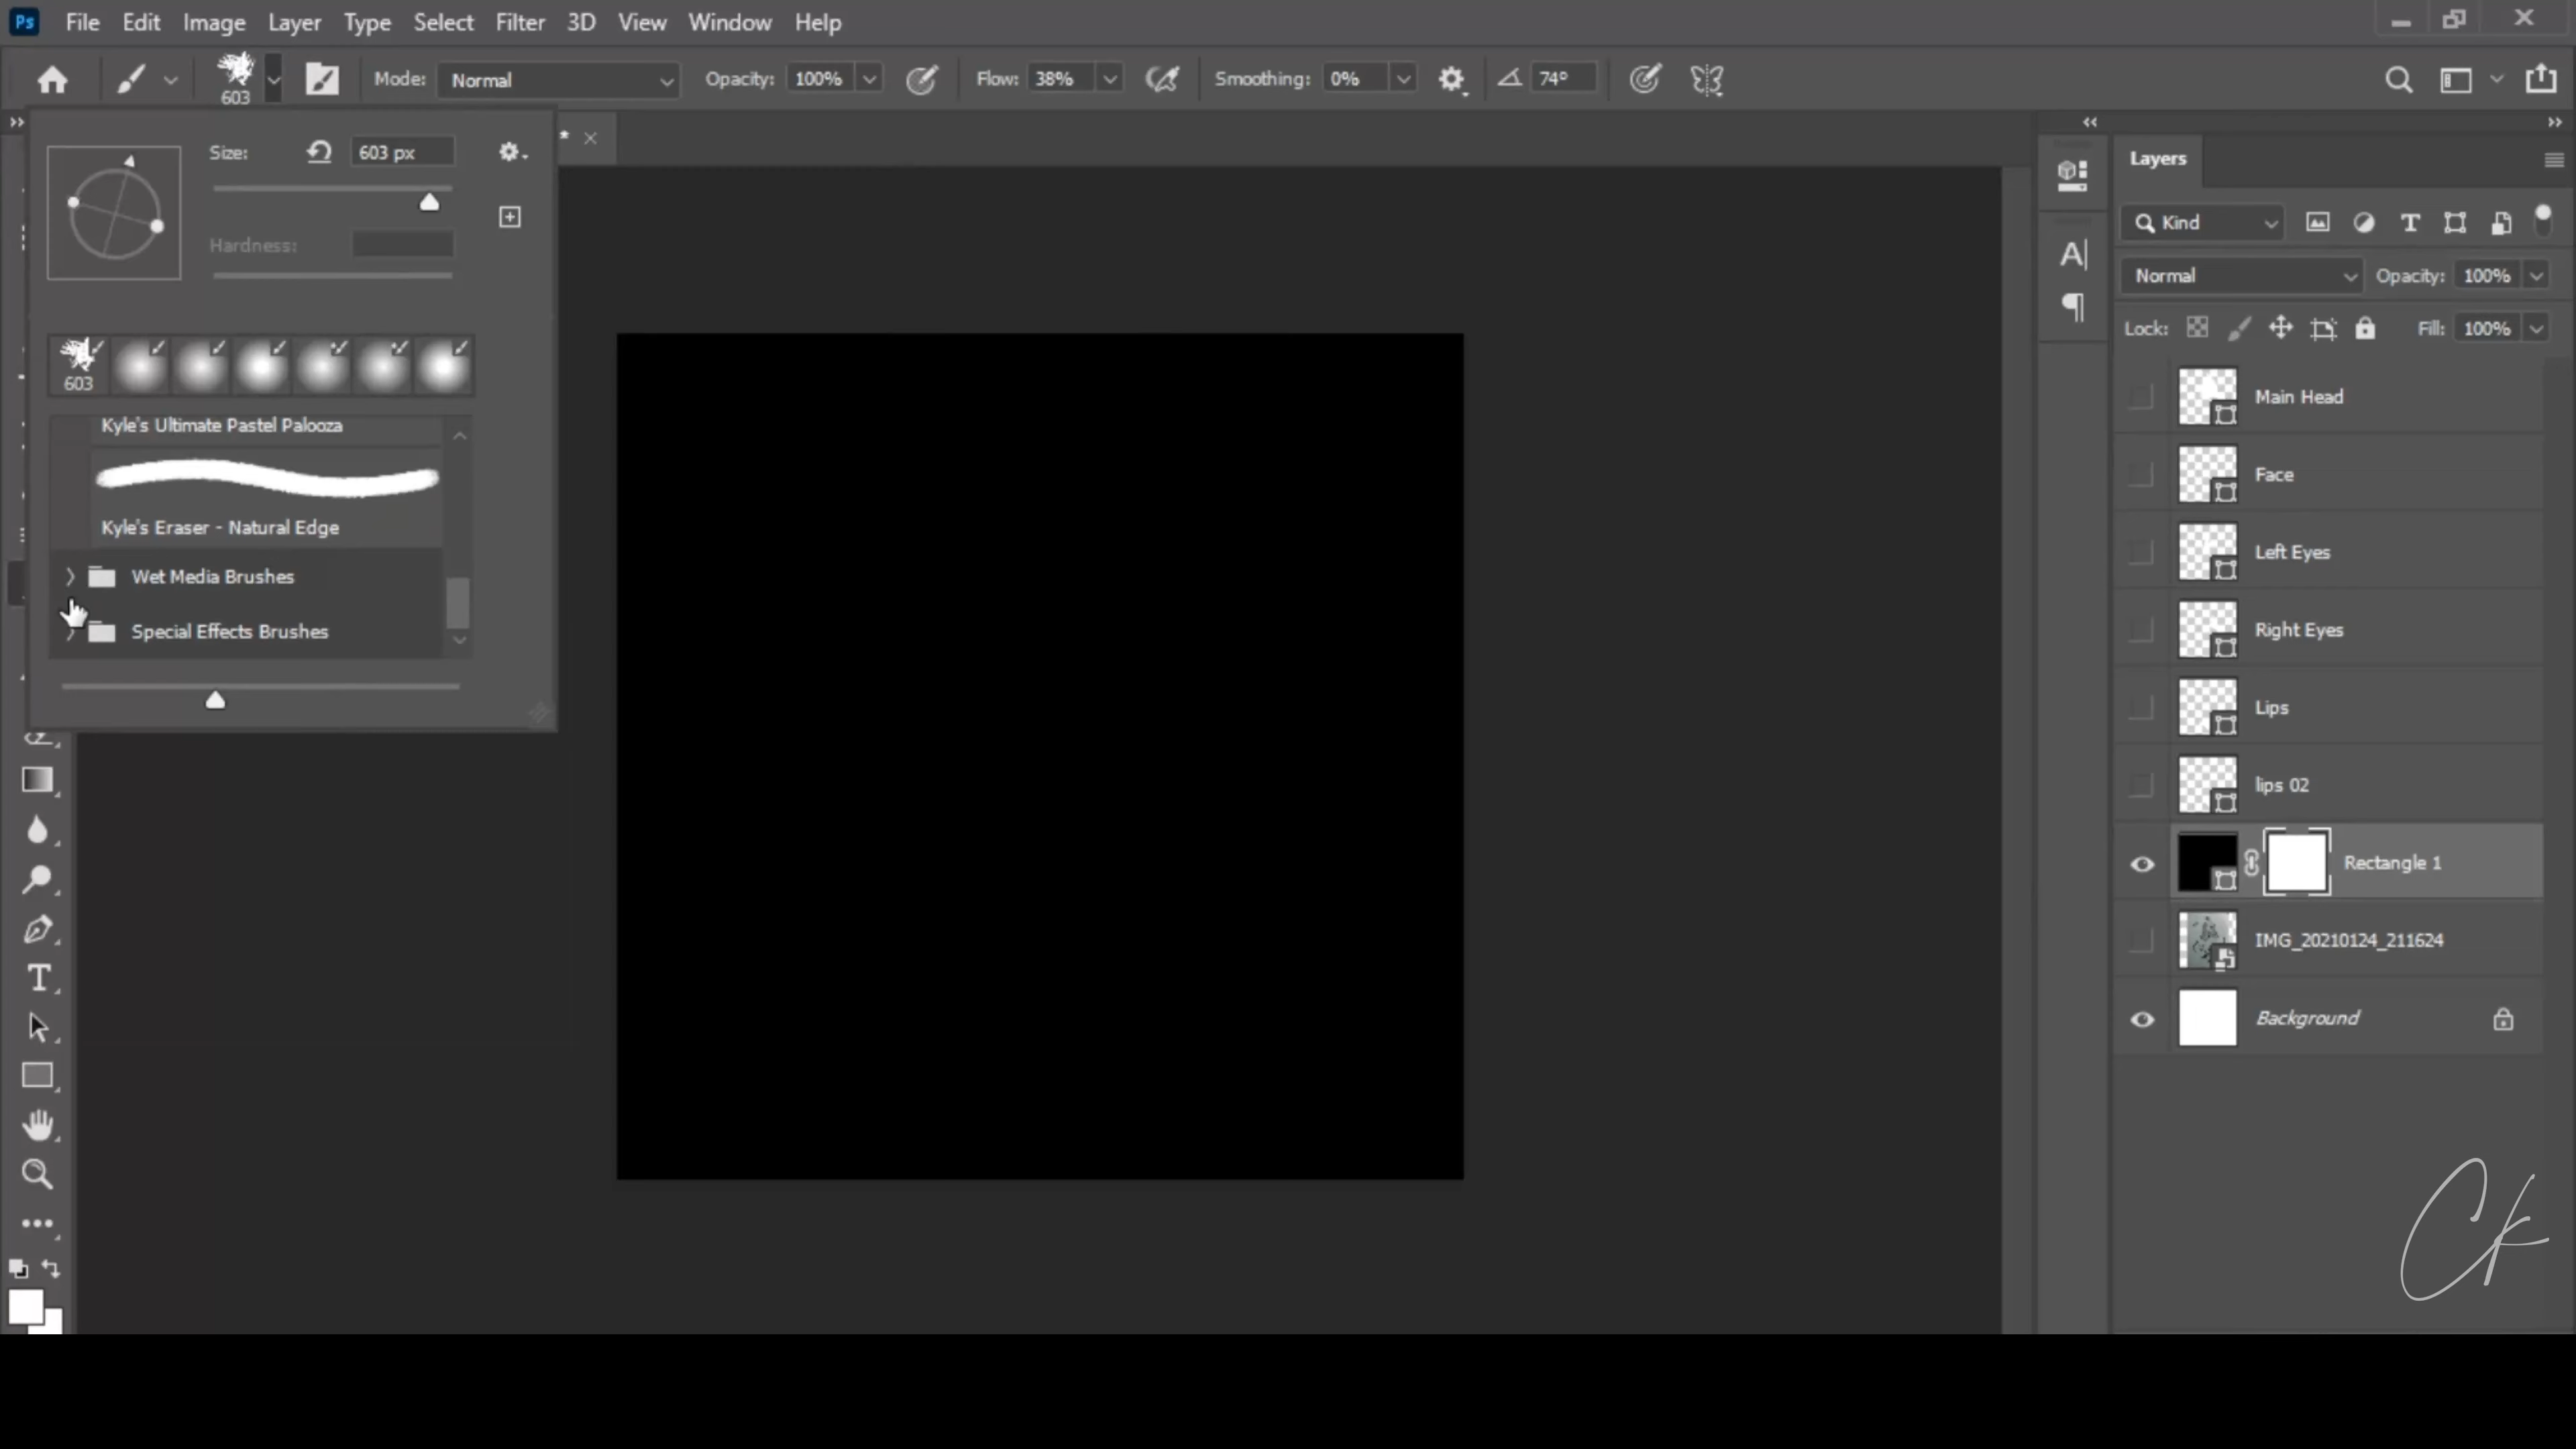 Ps File Edit Image Layer Type Select Filter 3D View Window Help
603 Mode: Normal Opacity: 100% Flow: 38% Smoothing: 0% 74°
Size: 603 px
Hardness:
603
Kyle's Ultimate Pastel Palooza
Kyle's Eraser - Natural Edge
Wet Media Brushes
Special Effects Brushes
*
Layers
Kind
Normal Opacity: 100%
Lock: Fill: 100%
Main Head
Face
Left Eyes
Right Eyes
Lips
lips 02
Rectangle 1
IMG_20210124_211624
Background
Ck